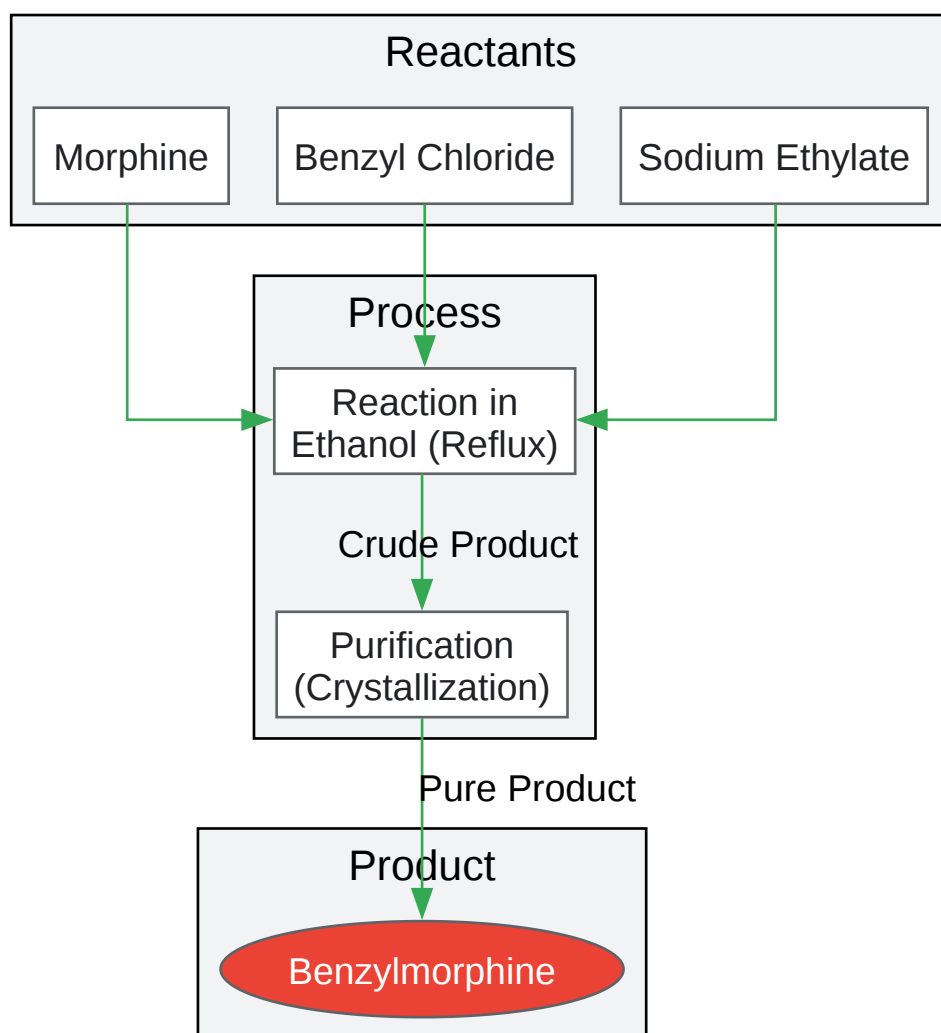 Reactants
Morphine
Benzyl Chloride
Sodium Ethylate
Process
Reaction in
Ethanol (Reflux)
Crude Product
Purification
(Crystallization)
Pure Product
Product
Benzylmorphine